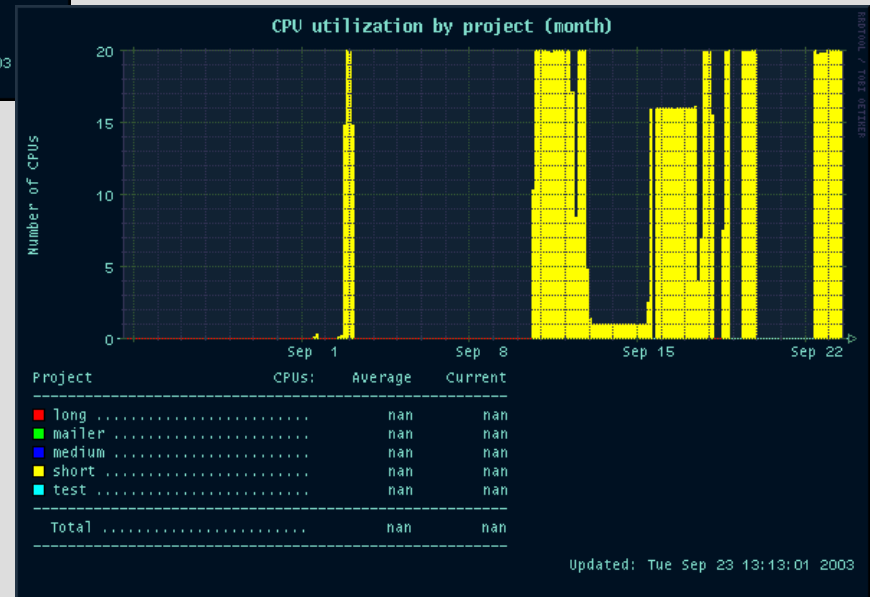 03
CPU utilization by project (month)
RRDTOOL / TOBI OETIKER
Number of CPUs
20
15
10
5
0
Sep 1 Sep 8 Sep 15 Sep 22
Project CPUs: Average Current
long ......................... nan nan
mailer ....................... nan nan
medium ....................... nan nan
short ........................ nan nan
test ......................... nan nan
Total ........................ nan nan
Updated: Tue Sep 23 13:13:01 2003